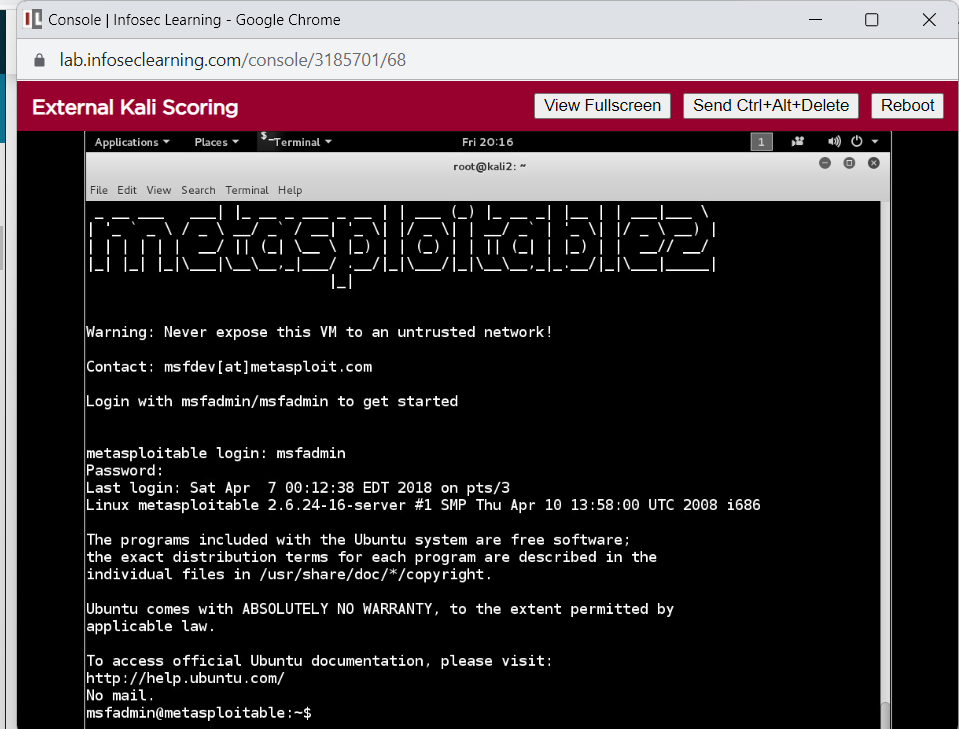 Console | Infosec Learning - Google Chrome
lab.infoseclearning.com/console/3185701/68
External Kali Scoring View Fullscreen Send Ctrl+Alt+Delete Reboot
Applications Places Terminal Fri 20:16 1
root@kali2: ~
File Edit View Search Terminal Help
metasploitable2
Warning: Never expose this VM to an untrusted network!
Contact: msfdev[at]metasploit.com
Login with msfadmin/msfadmin to get started
metasploitable login: msfadmin
Password:
Last login: Sat Apr  7 00:12:38 EDT 2018 on pts/3
Linux metasploitable 2.6.24-16-server #1 SMP Thu Apr 10 13:58:00 UTC 2008 i686
The programs included with the Ubuntu system are free software;
the exact distribution terms for each program are described in the
individual files in /usr/share/doc/*/copyright.
Ubuntu comes with ABSOLUTELY NO WARRANTY, to the extent permitted by
applicable law.
To access official Ubuntu documentation, please visit:
http://help.ubuntu.com/
No mail.
msfadmin@metasploitable:~$